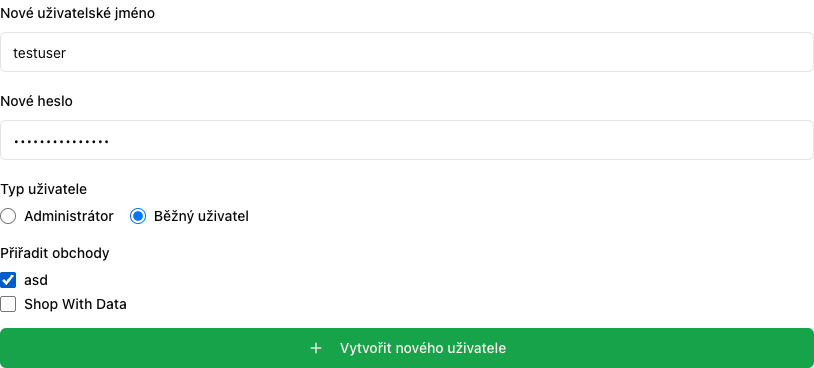 Nové uživatelské jméno
testuser
Nové heslo
•••••••••••••••
Typ uživatele
Administrátor Běžný uživatel
Přiřadit obchody
asd
Shop With Data
+ Vytvořit nového uživatele